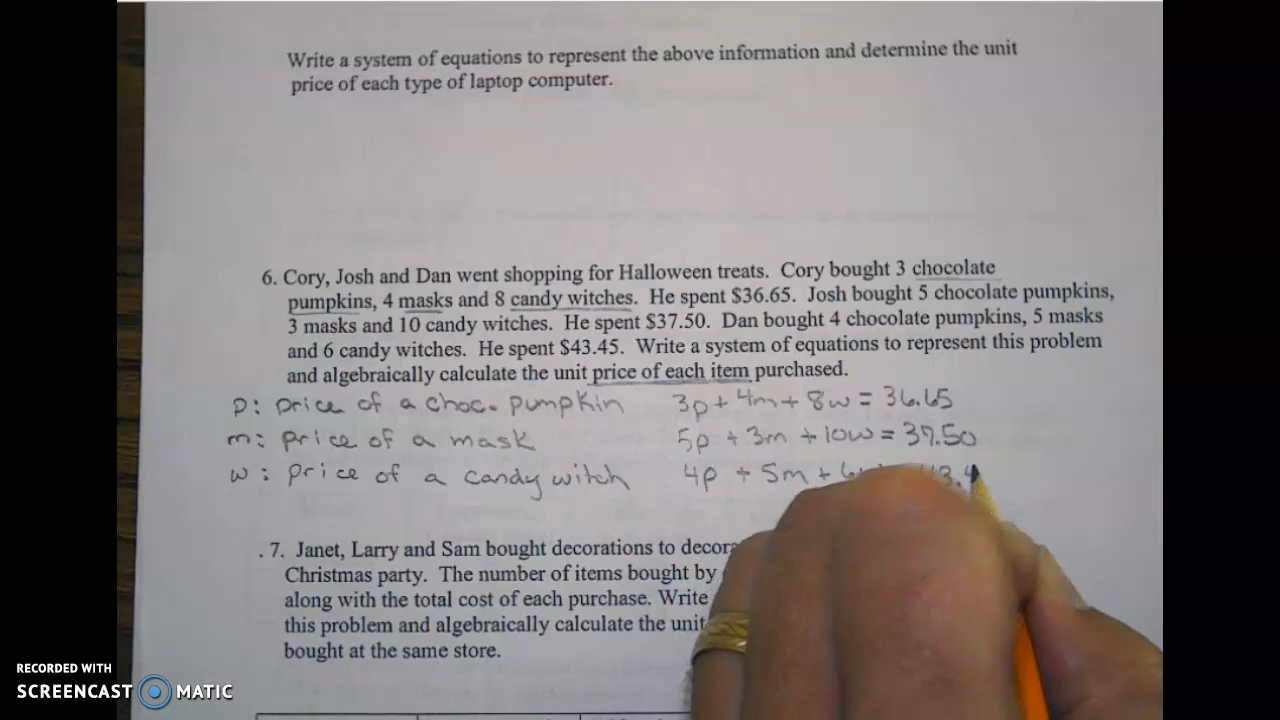 Write a system of equations to represent the above information and determine the unit
price of each type of laptop computer.
6. Cory, Josh and Dan went shopping for Halloween treats. Cory bought 3 chocolate
pumpkins, 4 masks and 8 candy witches. He spent $36.65. Josh bought 5 chocolate pumpkins,
3 masks and 10 candy witches. He spent $37.50. Dan bought 4 chocolate pumpkins, 5 masks
and 6 candy witches. He spent $43.45. Write a system of equations to represent this problem
and algebraically calculate the unit price of each item purchased.
p: price of a choc. pumpkin 3p + 4m + 8w = 36.65
m: price of a mask 5p + 3m + 10w = 37.50
w: price of a candy witch 4p + 5m +
. 7. Janet, Larry and Sam bought decorations to
Christmas party. The number of items bought by
along with the total cost of each purchase. Write
this problem and algebraically calculate the unit
bought at the same store.
RECORDED WITH
SCREENCAST MATIC